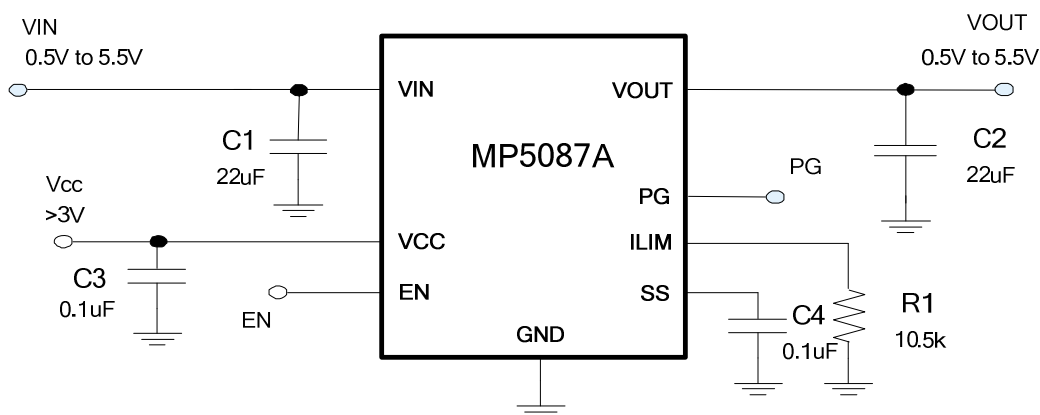 VIN
0.5V to 5.5V
VOUT
0.5V to 5.5V
VIN
VOUT
C1
22uF
MP5087A
C2
22uF
PG
PG
Vcc
>3V
VCC
ILIM
C3
0.1uF
EN
EN
SS
GND
C4
0.1uF
R1
10.5k